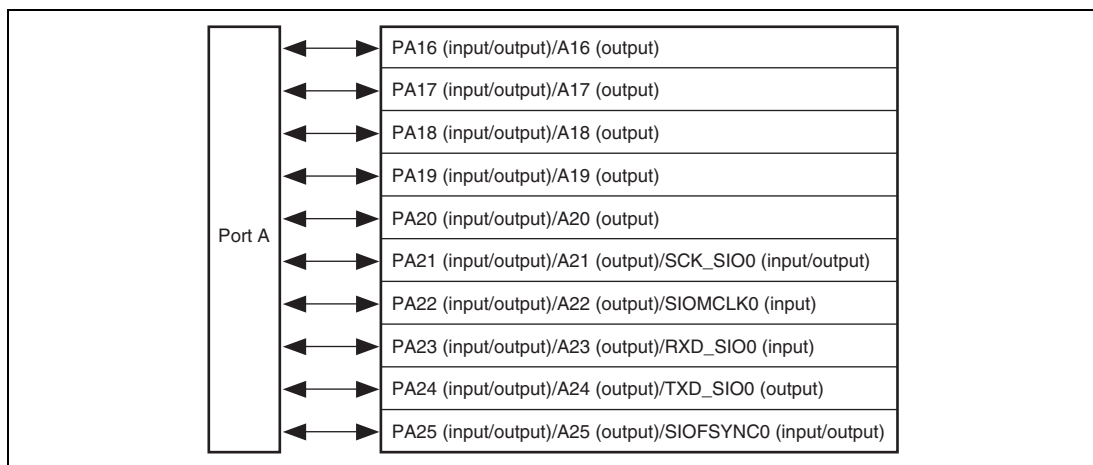 Port A
PA16 (input/output)/A16 (output)
PA17 (input/output)/A17 (output)
PA18 (input/output)/A18 (output)
PA19 (input/output)/A19 (output)
PA20 (input/output)/A20 (output)
PA21 (input/output)/A21 (output)/SCK_SIO0 (input/output)
PA22 (input/output)/A22 (output)/SIOMCLK0 (input)
PA23 (input/output)/A23 (output)/RXD_SIO0 (input)
PA24 (input/output)/A24 (output)/TXD_SIO0 (output)
PA25 (input/output)/A25 (output)/SIOFSYNC0 (input/output)